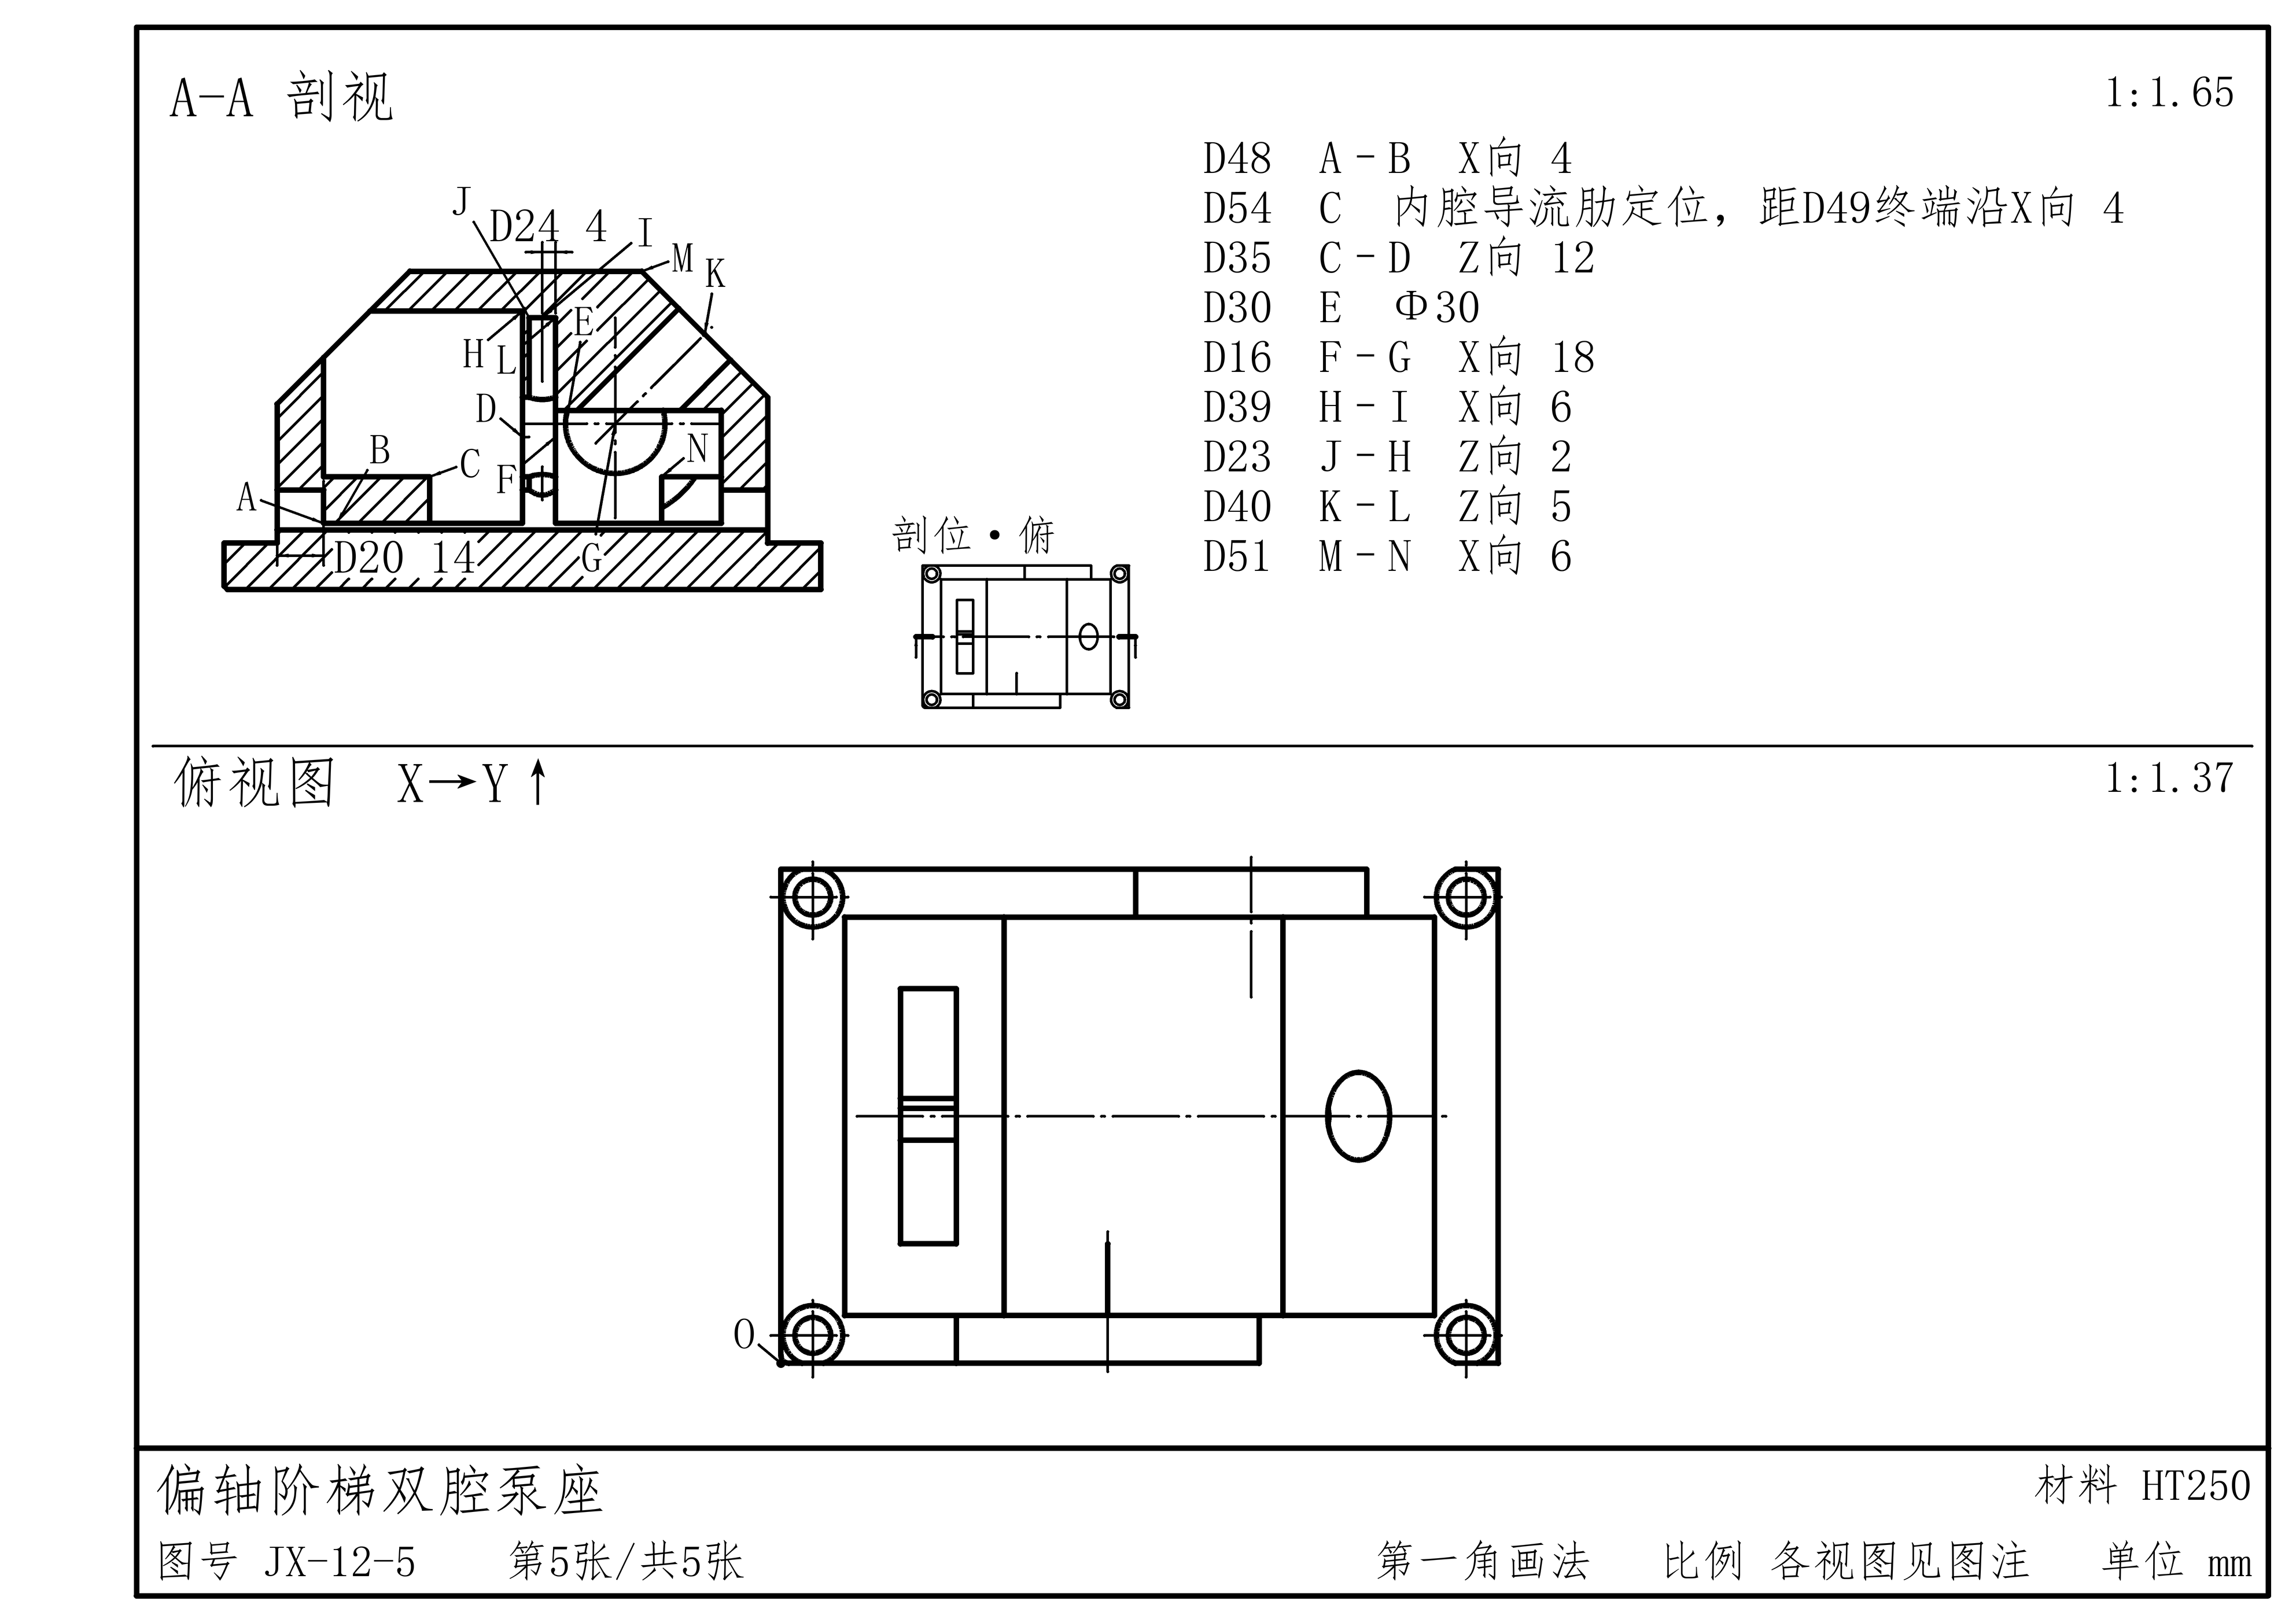 A-A 剖视
1:1.65
D48 A-B X向 4
D54 C 内腔导流肋定位，距D49终端沿X向 4
D35 C-D Z向 12
D30 E Φ30
D16 F-G X向 18
D39 H-I X向 6
D23 J-H Z向 2
D40 K-L Z向 5
D51 M-N X向 6
J
D24 4
I
M
K
E
H
L
D
B
C
F
N
A
D20 14
G
剖位·俯
俯视图 X→Y↑
1:1.37
O
偏轴阶梯双腔泵座
材料 HT250
图号 JX-12-5 第5张/共5张 第一角画法 比例 各视图见图注 单位 mm